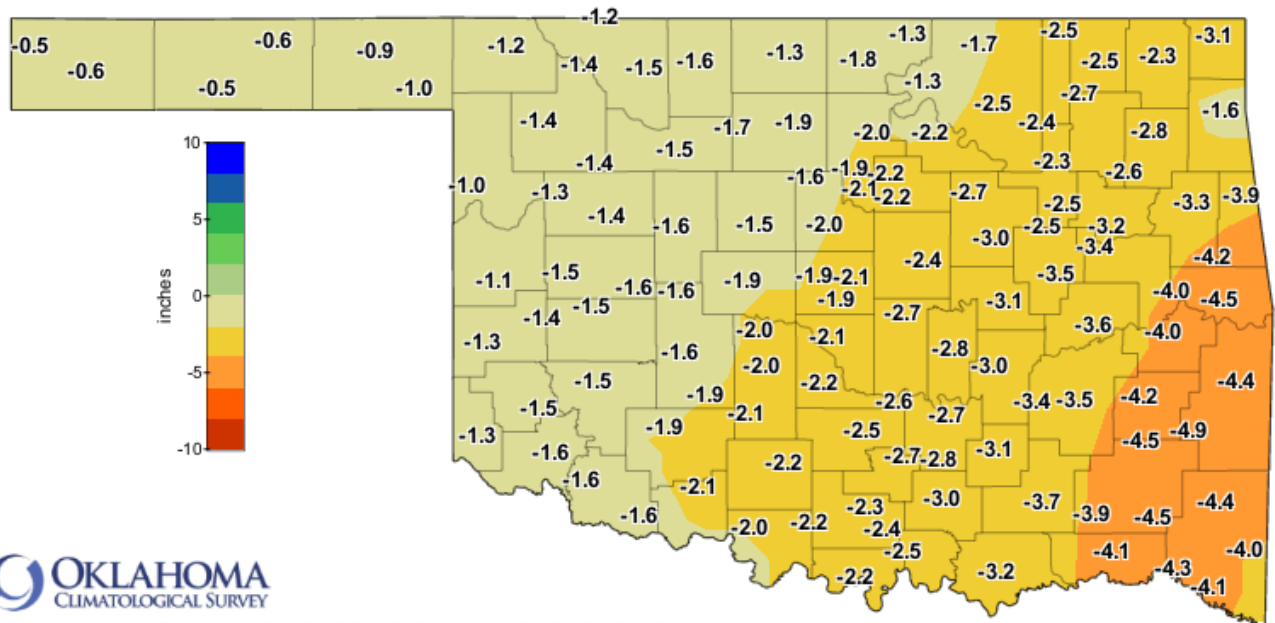 -1.2
-0.5 -0.6 -0.9 -1.2 -1.4 -1.5 -1.6 -1.3 -1.8 -1.3 -1.7 -2.5 -2.5 -2.3 -3.1
-0.6 -0.5 -1.0 -1.3 -2.5 -2.7 -1.6
-1.4 -1.7 -1.9 -2.0 -2.2 -2.4 -2.8
10
-1.4 -1.5 -1.6 -1.9 -2.2 -2.3 -2.6
-1.0 -1.3 -2.1 -2.2 -2.7 -2.5 -3.3 -3.9
5
-1.4 -1.6 -1.5 -2.0 -3.0 -2.5 -3.2
-3.4
-1.1 -1.5 -1.6 -1.6 -1.9 -1.9 -2.1 -2.4 -3.5 -4.2
0
inches
-1.4 -1.5 -1.9 -2.7 -3.1 -4.0 -4.5
-1.3 -1.6 -2.0 -2.1 -2.8 -3.6 -4.0
-5
-1.5 -2.0 -2.2 -3.0 -4.4
-1.5 -1.9 -2.1 -2.6 -2.7 -3.4 -3.5 -4.2
-1.3 -1.9 -2.5 -4.5 -4.9
-10
-1.6 -2.2 -2.7 -2.8 -3.1
-1.6 -2.1 -3.0 -3.7 -4.4
-1.6 -2.0 -2.2 -2.3 -3.9 -4.5
-2.4
-2.5 -4.1 -4.0
-2.2 -3.2 -4.3
-4.1
OKLAHOMA
CLIMATOLOGICAL SURVEY